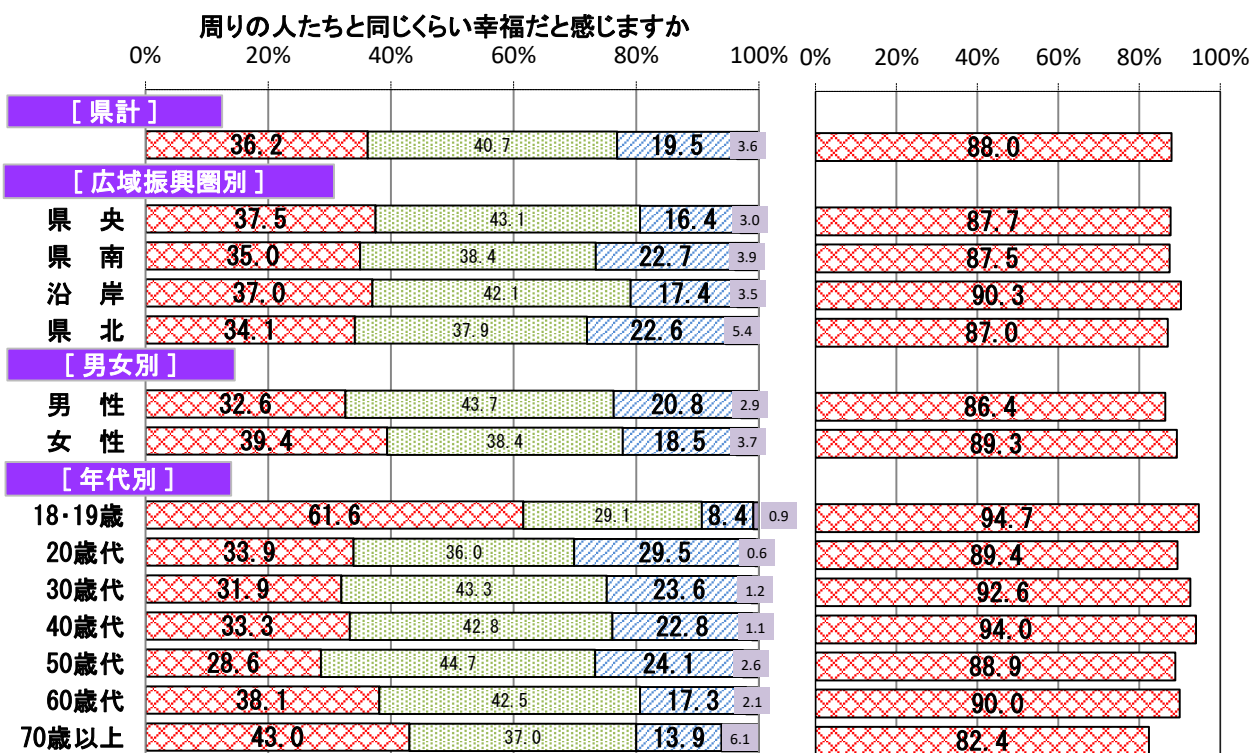 周りの人たちと同じくらい幸福だと感じますか
0% 20% 40% 60% 80% 100% 0% 20% 40% 60% 80% 100%
[ 県計 ]
36.2 40.7 19.5 3.6 88.0
[ 広域振興圏別 ]
県 央 37.5 43.1 16.4 3.0 87.7
県 南 35.0 38.4 22.7 3.9 87.5
沿 岸 37.0 42.1 17.4 3.5 90.3
県 北 34.1 37.9 22.6 5.4 87.0
[ 男女別 ]
男 性 32.6 43.7 20.8 2.9 86.4
女 性 39.4 38.4 18.5 3.7 89.3
[ 年代別 ]
18・19歳 61.6 29.1 8.4 0.9 94.7
20歳代 33.9 36.0 29.5 0.6 89.4
30歳代 31.9 43.3 23.6 1.2 92.6
40歳代 33.3 42.8 22.8 1.1 94.0
50歳代 28.6 44.7 24.1 2.6 88.9
60歳代 38.1 42.5 17.3 2.1 90.0
70歳以上 43.0 37.0 13.9 6.1 82.4